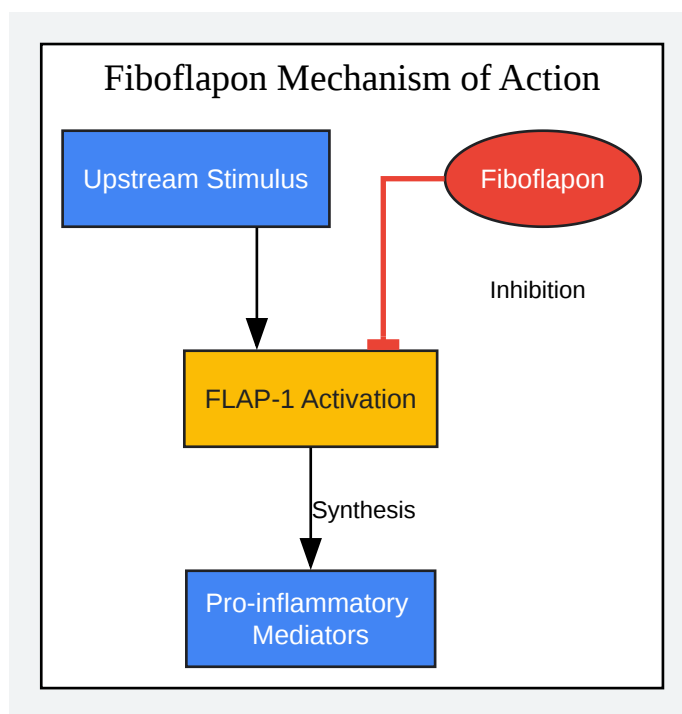 Fiboflapon Mechanism of Action
Upstream Stimulus
Fiboflapon
Inhibition
FLAP-1 Activation
Synthesis
Pro-inflammatory
Mediators